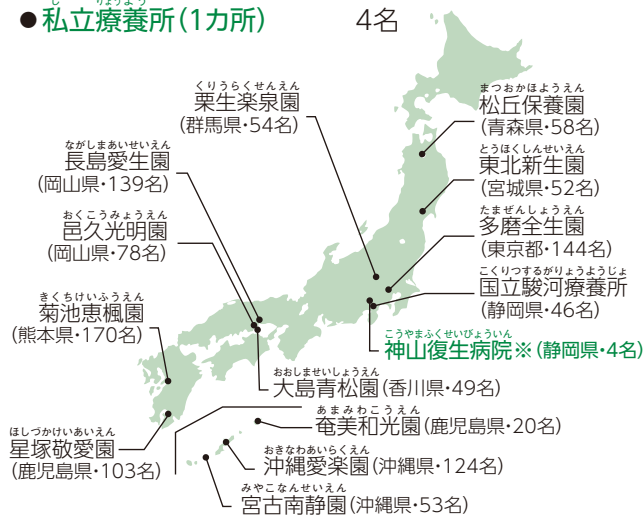 ● 私立療養所(1カ所) 4名
しりつりょうよう
くりうらくせんえん
栗生楽泉園
(群馬県・54名)
まつおかほようえん
松丘保養園
(青森県・58名)
ながしまあいせいえん
長島愛生園
(岡山県・139名)
とうほくしんせいえん
東北新生園
(宮城県・52名)
おくこうみょうえん
邑久光明園
(岡山県・78名)
たまぜんしょうえん
多磨全生園
(東京都・144名)
きくちけいふうえん
菊池恵楓園
(熊本県・170名)
こくりつするがりょうようじょ
国立駿河療養所
(静岡県・46名)
こうやまふくせいびょういん
神山復生病院※(静岡県・4名)
おおしませいしょうえん
大島青松園(香川県・49名)
ほしづかけいあいえん
星塚敬愛園
(鹿児島県・103名)
あまみわこうえん
奄美和光園(鹿児島県・20名)
おきなわあいらくえん
沖縄愛楽園(沖縄県・124名)
みやこなんせいえん
宮古南静園(沖縄県・53名)